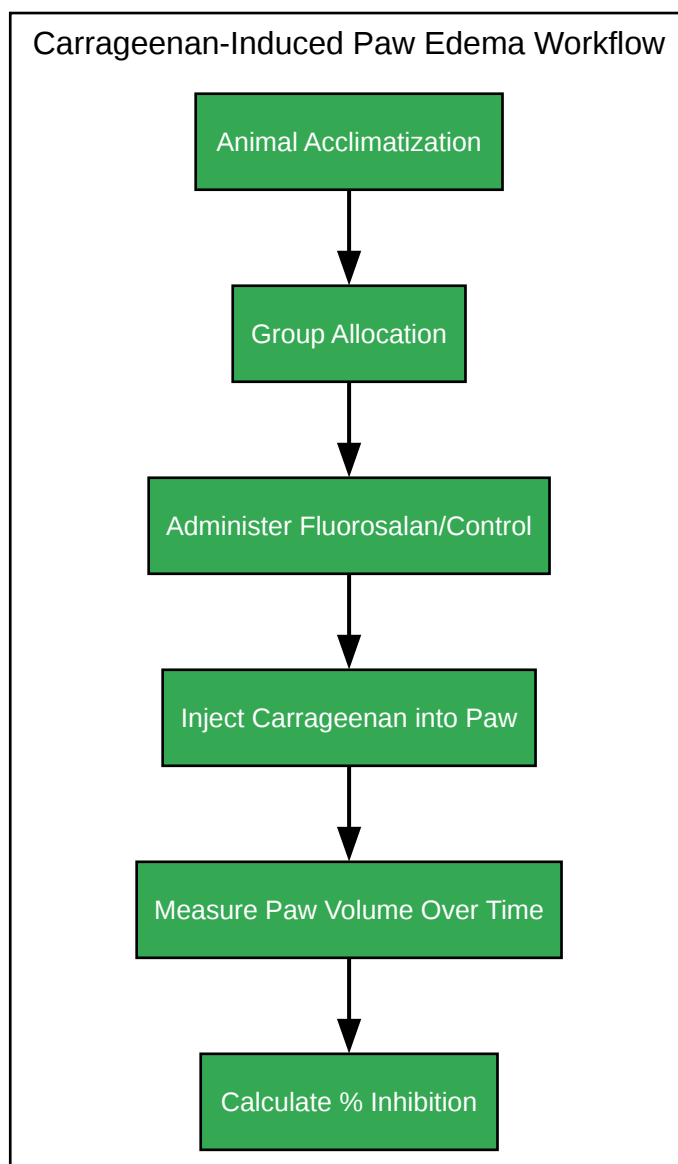 Carrageenan-Induced Paw Edema Workflow
Animal Acclimatization
Group Allocation
Administer Fluorosalan/Control
Inject Carrageenan into Paw
Measure Paw Volume Over Time
Calculate % Inhibition